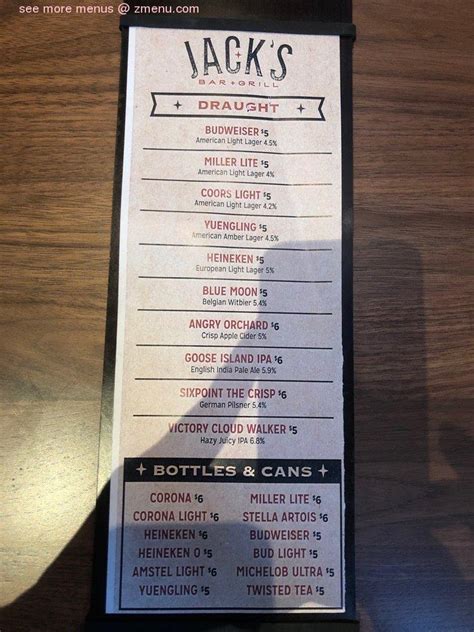 see more menus @ zmenu.com
JACK'S
BAR + GRILL
DRAUGHT
BUDWEISER $5
American Light Lager 4.5%
MILLER LITE $5
American Light Lager 4%
COORS LIGHT $5
American Light Lager 4.2%
YUENGLING $5
American Amber Lager 4.5%
HEINEKEN $5
European Light Lager 5%
BLUE MOON $5
Belgian Witbier 5.4%
ANGRY ORCHARD $6
Crisp Apple Cider 5%
GOOSE ISLAND IPA $6
English India Pale Ale 5.9%
SIXPOINT THE CRISP $6
German Pilsner 5.4%
VICTORY CLOUD WALKER $5
Hazy Juicy IPA 6.8%
BOTTLES & CANS
CORONA $6
CORONA LIGHT $6
HEINEKEN $6
HEINEKEN 0 $5
AMSTEL LIGHT $6
YUENGLING $5
MILLER LITE $5
STELLA ARTOIS $6
BUDWEISER $5
BUD LIGHT $5
MICHELOB ULTRA $5
TWISTED TEA $5